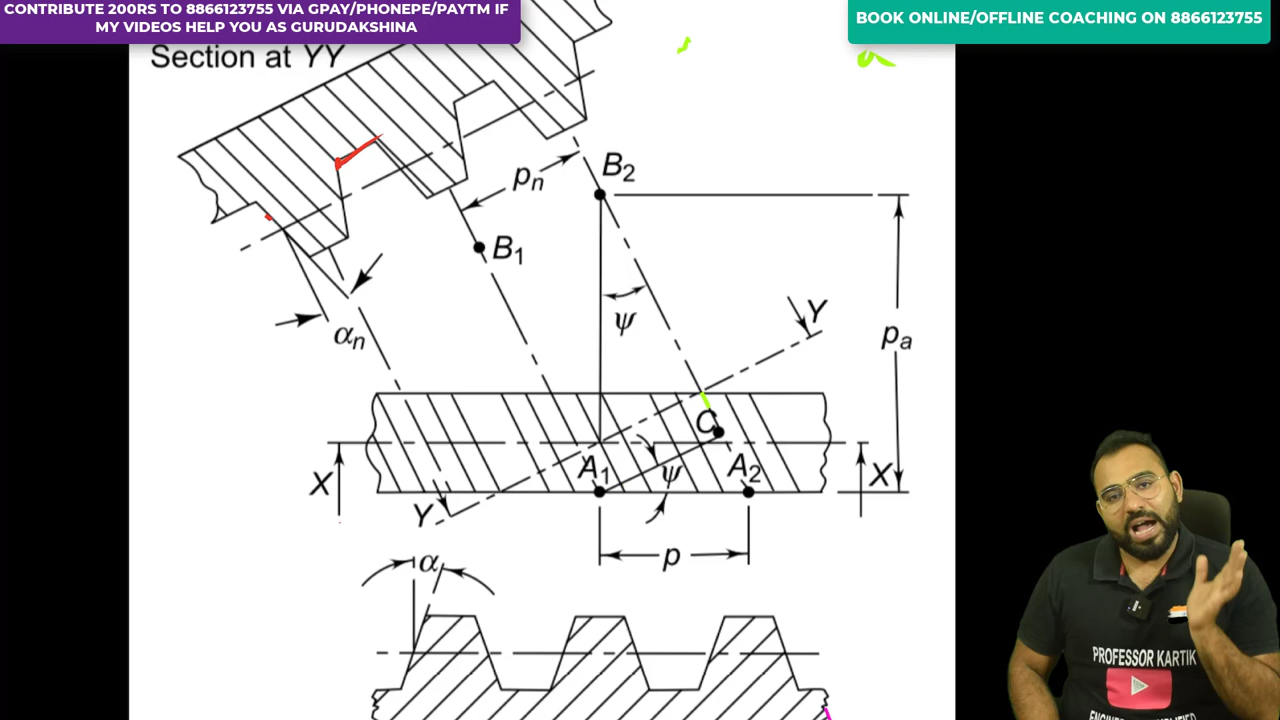 CONTRIBUTE 200RS TO 8866123755 VIA GPAY/PHONEPE/PAYTM IF
MY VIDEOS HELP YOU AS GURUDAKSHINA
BOOK ONLINE/OFFLINE COACHING ON 8866123755
Section at YY
pn
B2
B1
ψ
Y
αn
pa
C
A1
ψ
A2
X
X
Y
p
α
PROFESSOR KARTIK